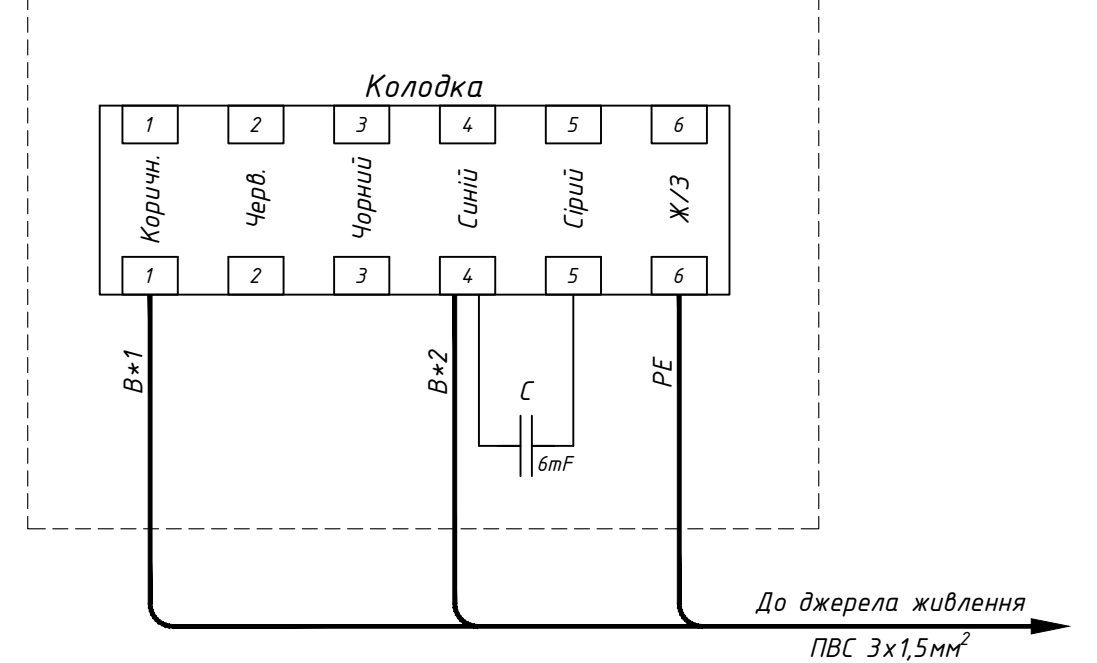 Колодка
1 2 3 4 5 6
Коричн. Черв. Чорний Синій Сірий Ж/З
1 2 3 4 5 6
В*1 В*2 PE
C
6mF
До джерела живлення
ПВС 3х1,5мм²